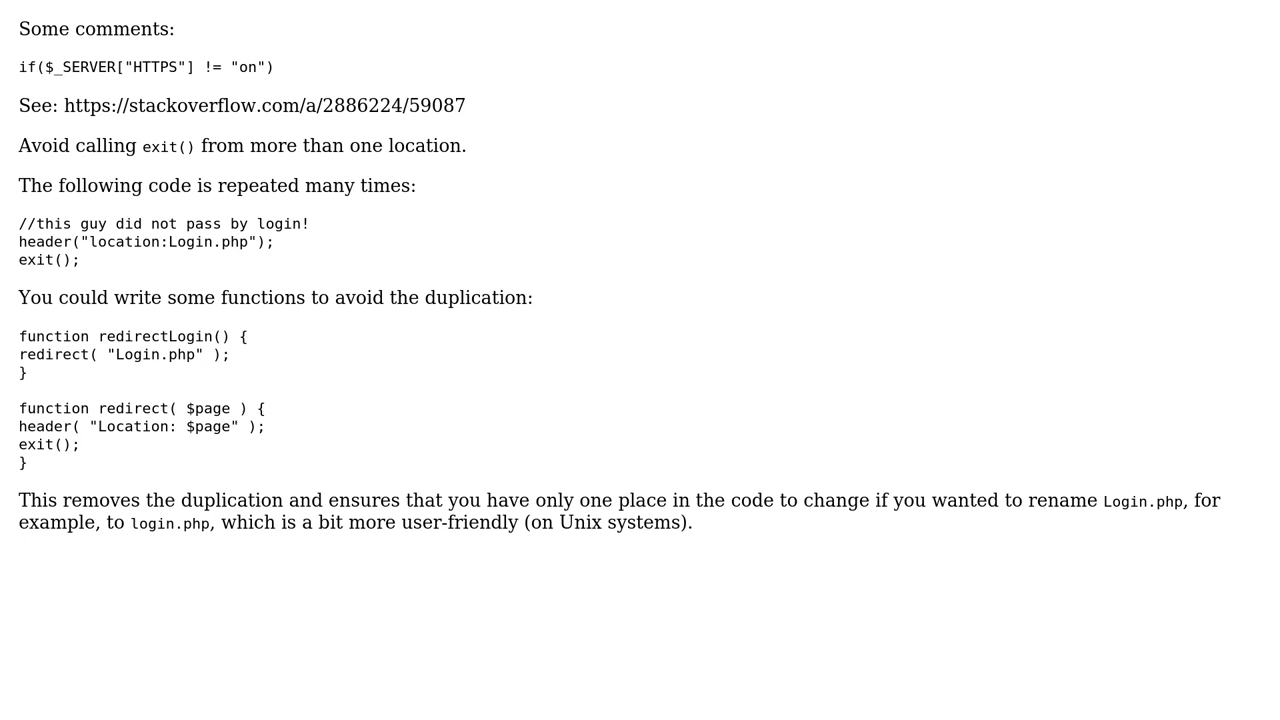 Some comments:
if($_SERVER["HTTPS"] != "on")
See: https://stackoverflow.com/a/2886224/59087
Avoid calling exit() from more than one location.
The following code is repeated many times:
//this guy did not pass by login!
header("location:Login.php");
exit();
You could write some functions to avoid the duplication:
function redirectLogin() {
redirect( "Login.php" );
}
function redirect( $page ) {
header( "Location: $page" );
exit();
}
This removes the duplication and ensures that you have only one place in the code to change if you wanted to rename Login.php, for
example, to login.php, which is a bit more user-friendly (on Unix systems).